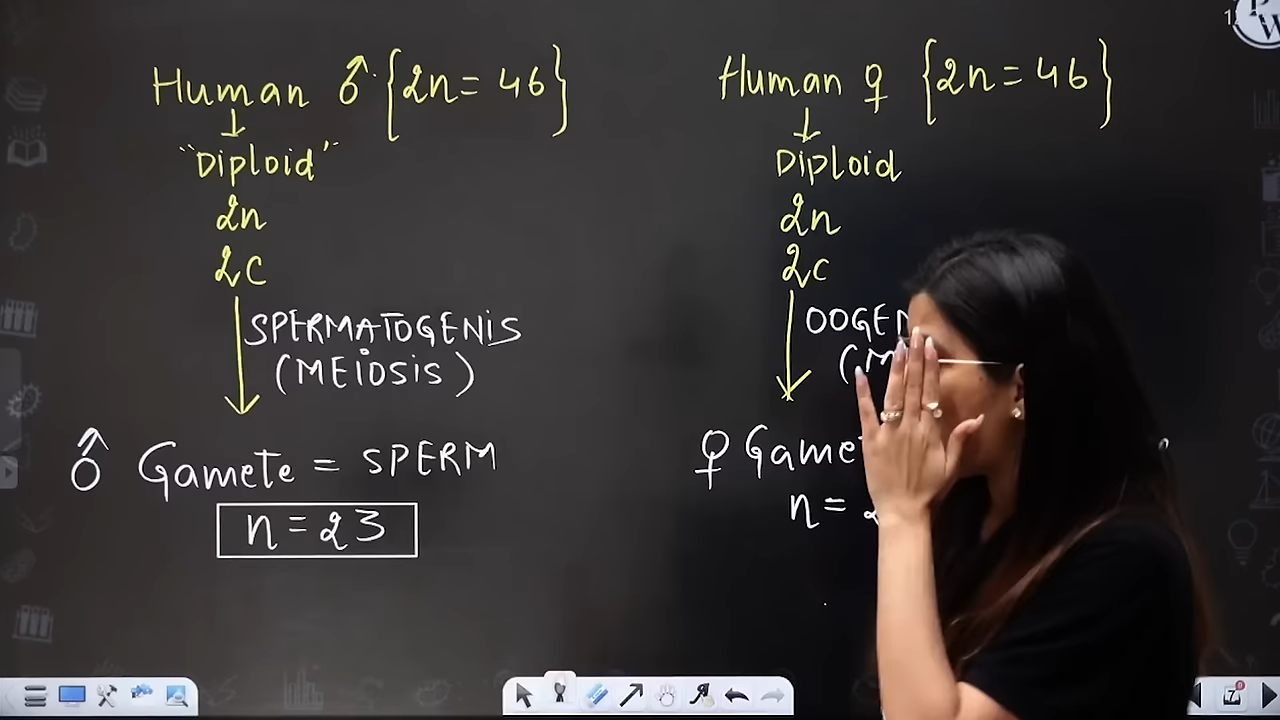 Human ♂ {2n = 46}
↓
"Diploid"
2n
2c
SPERMATOGENIS
(MEIOSIS)
♂ Gamete = SPERM
n = 23
Human ♀ {2n = 46}
↓
Diploid
2n
2c
OOGEN
(M
♀ Game
n =
7